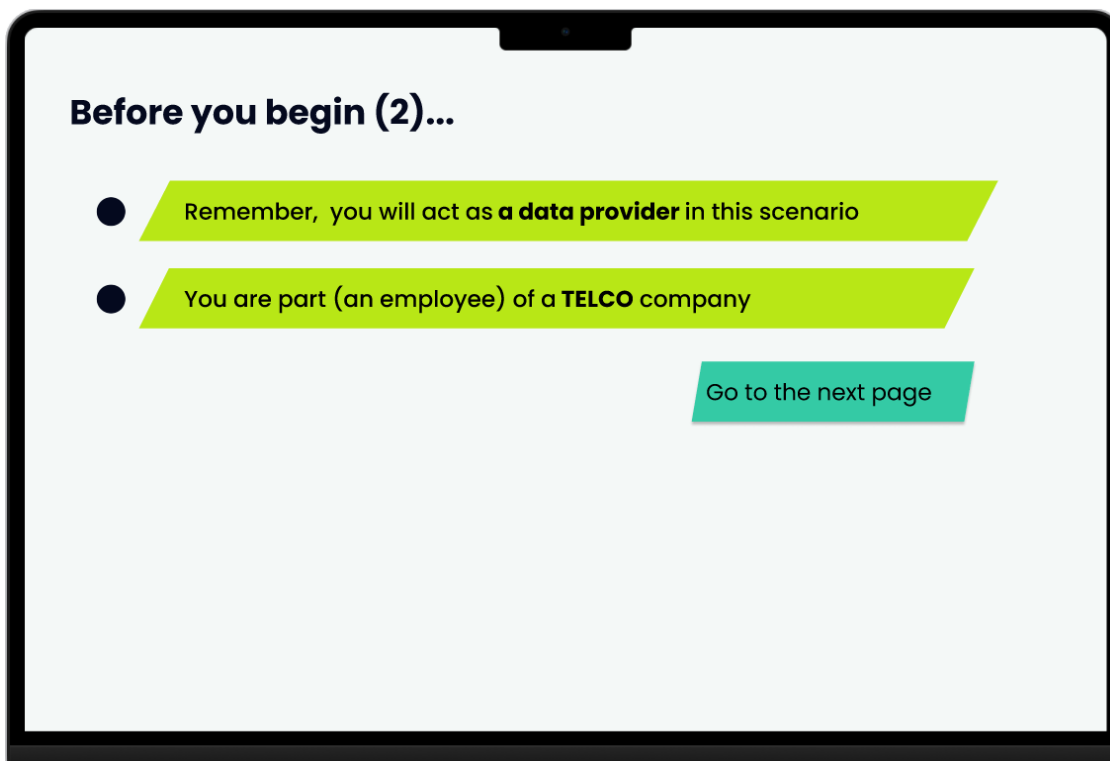 Before you begin (2)...
Remember,  you will act as a data provider in this scenario
You are part (an employee) of a TELCO company
Go to the next page